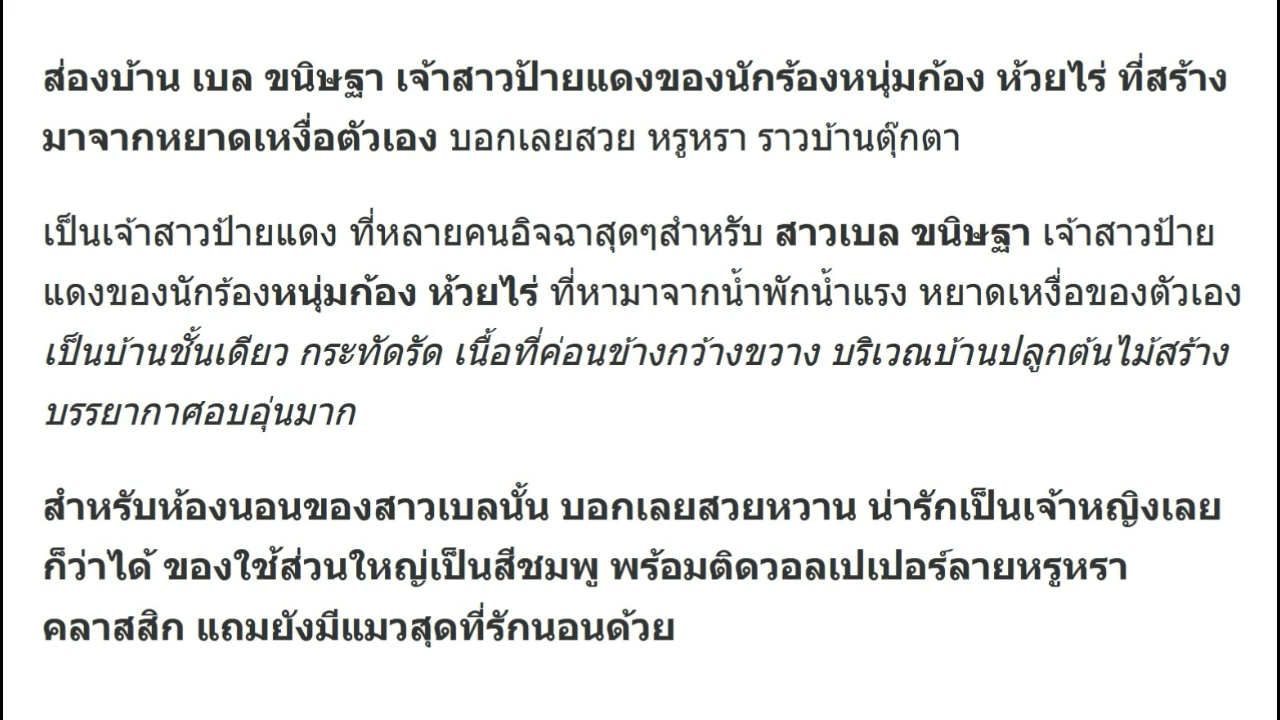 ส่องบ้าน เบล ขนิษฐา เจ้าสาวป้ายแดงของนักร้องหนุ่มก้อง ห้วยไร่ ที่สร้าง
มาจากหยาดเหงื่อตัวเอง บอกเลยสวย หรูหรา ราวบ้านตุ๊กตา
เป็นเจ้าสาวป้ายแดง ที่หลายคนอิจฉาสุดๆสำหรับ สาวเบล ขนิษฐา เจ้าสาวป้าย
แดงของนักร้องหนุ่มก้อง ห้วยไร่ ที่หามาจากน้ำพักน้ำแรง หยาดเหงื่อของตัวเอง
เป็นบ้านชั้นเดียว กระทัดรัด เนื้อที่ค่อนข้างกว้างขวาง บริเวณบ้านปลูกต้นไม้สร้าง
บรรยากาศอบอุ่นมาก
สำหรับห้องนอนของสาวเบลนั้น บอกเลยสวยหวาน น่ารักเป็นเจ้าหญิงเลย
ก็ว่าได้ ของใช้ส่วนใหญ่เป็นสีชมพู พร้อมติดวอลเปเปอร์ลายหรูหรา
คลาสสิก แถมยังมีแมวสุดที่รักนอนด้วย